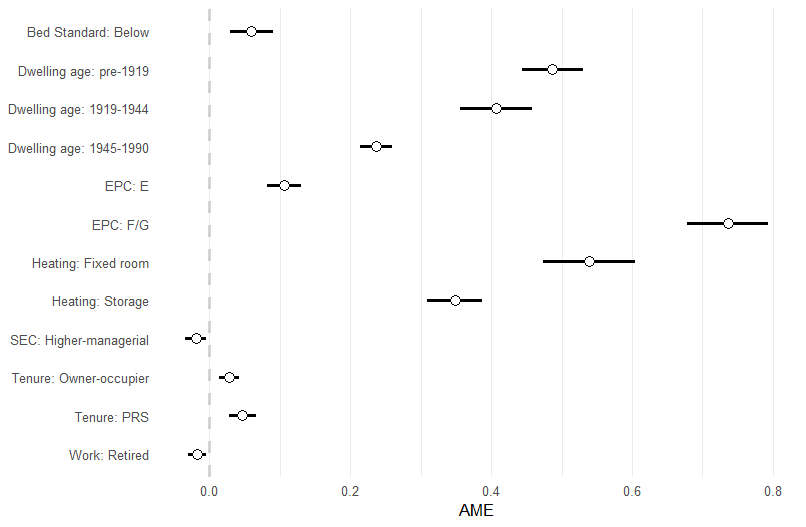 Bed Standard: Below
Dwelling age: pre-1919
Dwelling age: 1919-1944
Dwelling age: 1945-1990
EPC: E
EPC: F/G
Heating: Fixed room
Heating: Storage
SEC: Higher-managerial
Tenure: Owner-occupier
Tenure: PRS
Work: Retired
0.0 0.2 0.4 0.6 0.8
AME